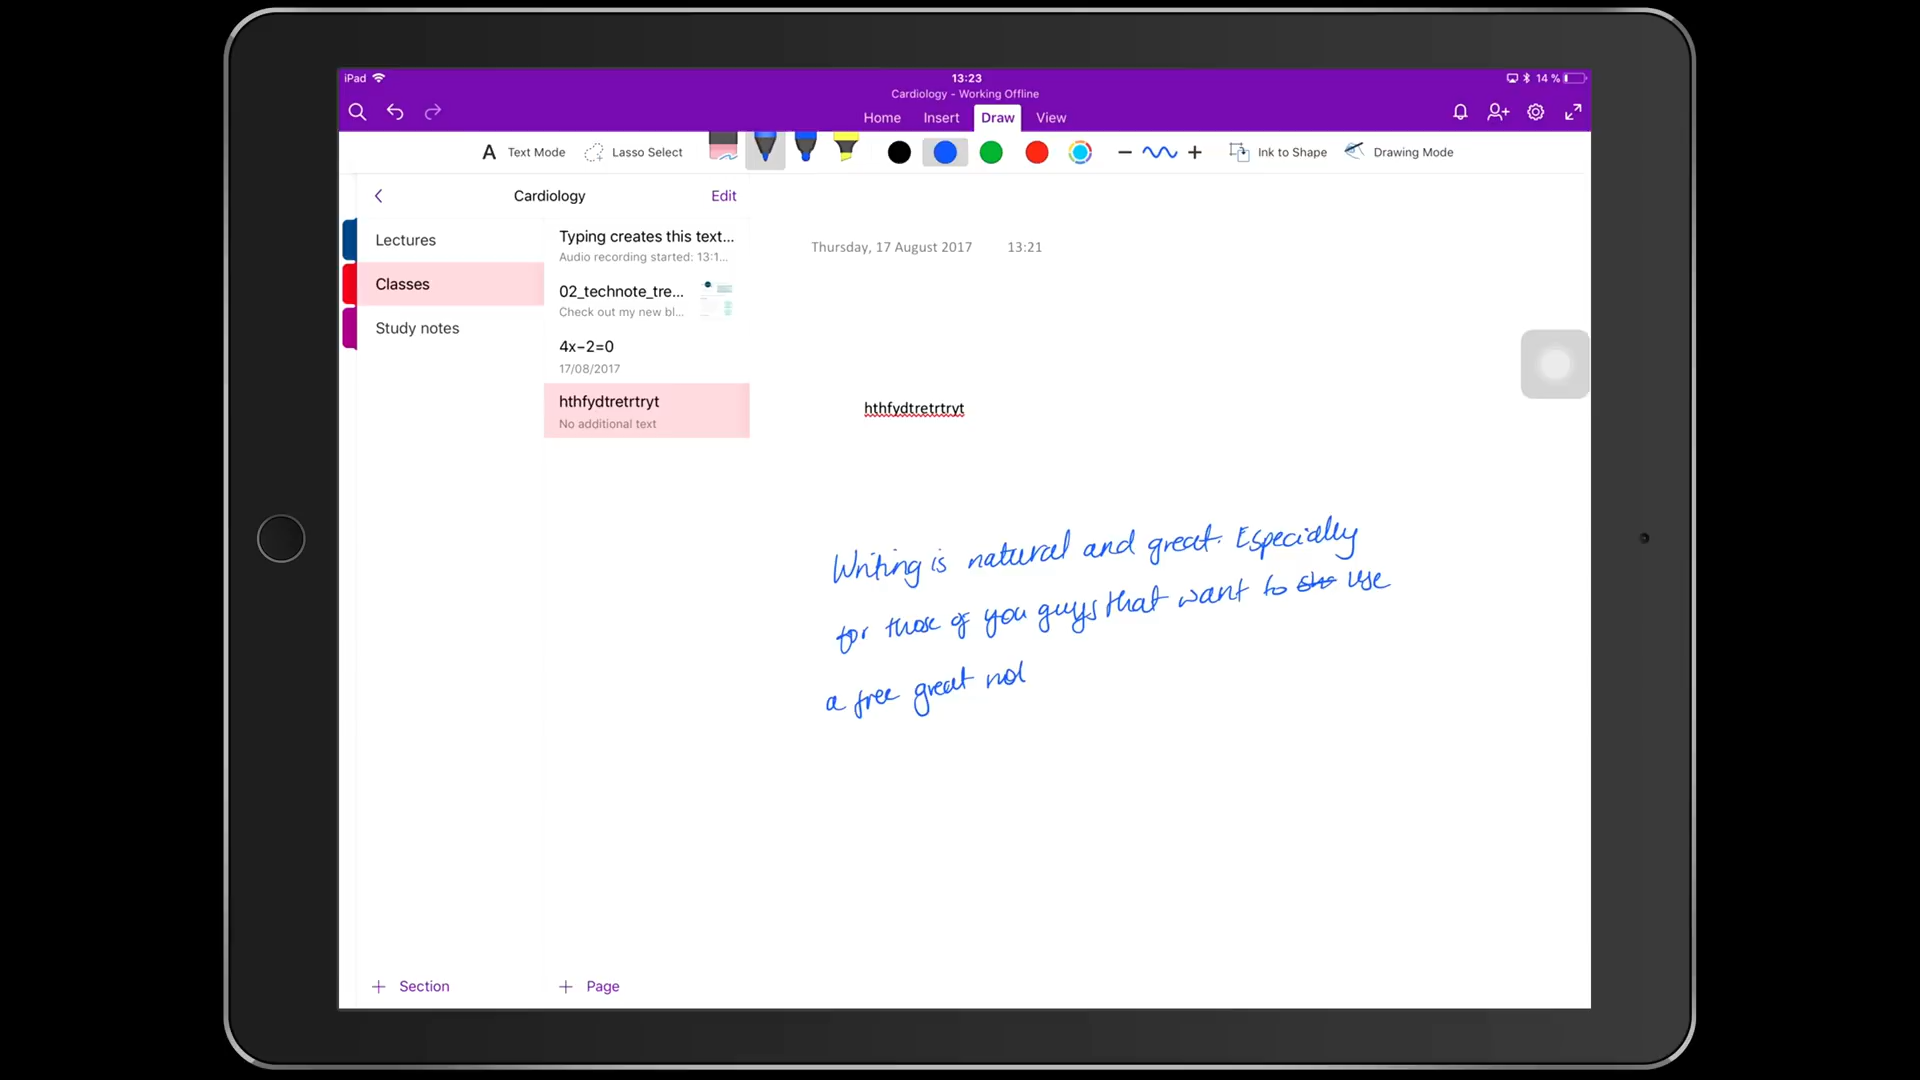 iPad
13:23
14 %
Cardiology – Working Offline
Home Insert Draw View
A Text Mode Lasso Select Ink to Shape Drawing Mode
Cardiology Edit
Lectures
Classes
Study notes
Typing creates this text...
Audio recording started: 13:1...
02_technote_tre...
Check out my new bl...
4x−2=0
17/08/2017
hthfydtretrtryt
No additional text
Thursday, 17 August 2017 13:21
hthfydtretrtryt
Writing is natural and great. Especially
for those of you guys that want to use
a free great
+ Section
+ Page